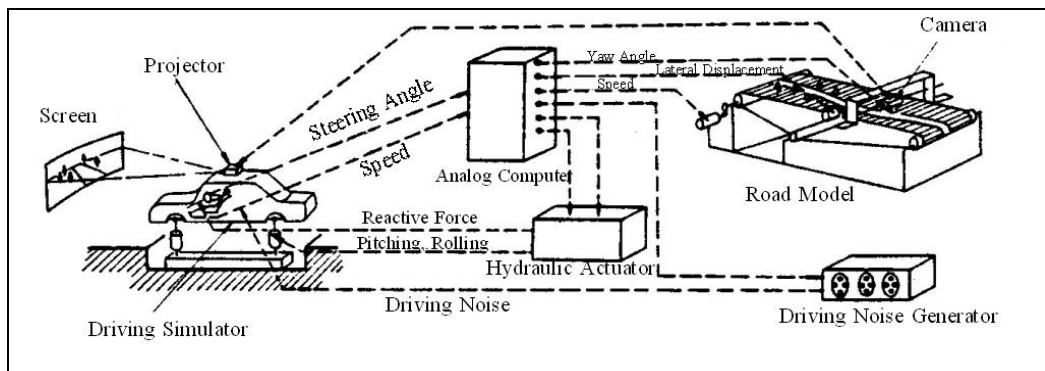 Camera
Projector
Yaw Angle
Lateral Displacement
Speed
Steering Angle
Screen
Speed
Analog Computer
Road Model
Reactive Force
Pitching, Rolling
Hydraulic Actuator
Driving Noise
Driving Simulator
Driving Noise Generator